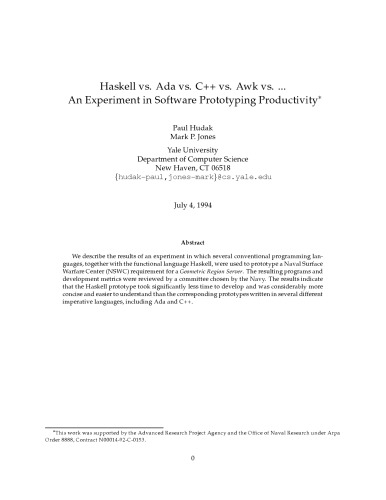 Haskell vs. Ada vs. C++ vs. Awk vs. ...
An Experiment in Software Prototyping Productivity*
Paul Hudak
Mark P. Jones
Yale University
Department of Computer Science
New Haven, CT 06518
{hudak-paul,jones-mark}@cs.yale.edu
July 4, 1994
Abstract
We describe the results of an experiment in which several conventional programming lan-
guages, together with the functional language Haskell, were used to prototype a Naval Surface
Warfare Center (NSWC) requirement for a Geometric Region Server. The resulting programs and
development metrics were reviewed by a committee chosen by the Navy. The results indicate
that the Haskell prototype took significantly less time to develop and was considerably more
concise and easier to understand than the corresponding prototypes written in several different
imperative languages, including Ada and C++.
*This work was supported by the Advanced Research Project Agency and the Office of Naval Research under Arpa
Order 8888, Contract N00014-92-C-0153.
0